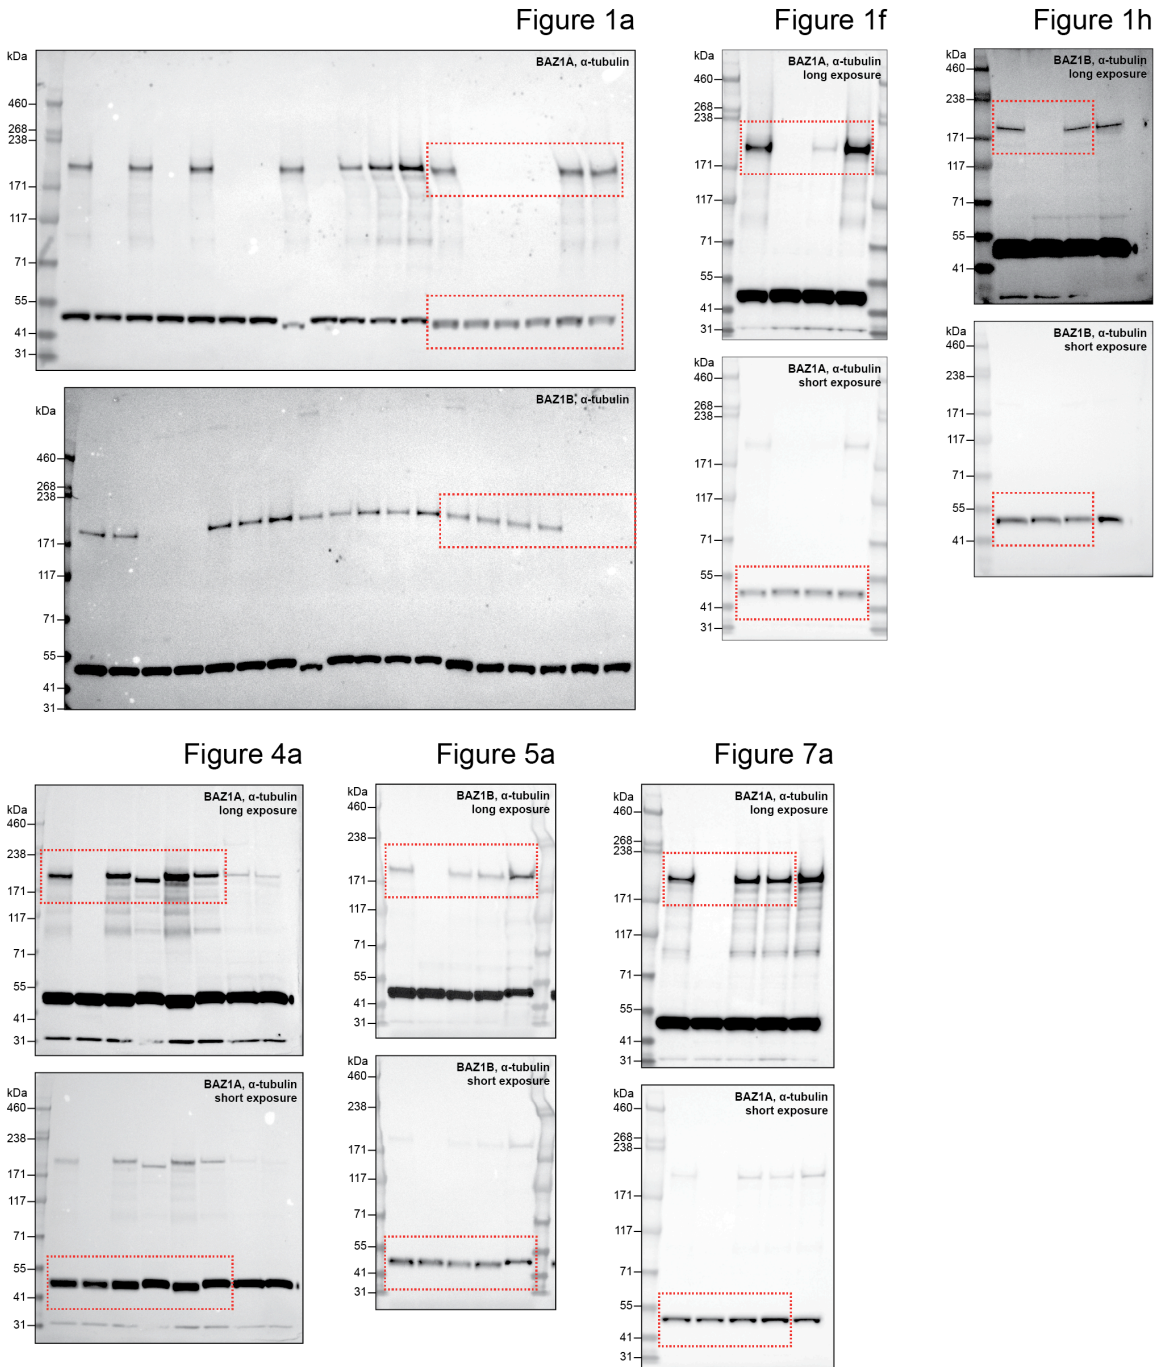 Figure 1a
kDa
BAZ1A, α-tubulin
460
268
238
171
117
71
55
41
31
kDa
BAZ1B, α-tubulin
460
268
238
171
117
71
55
41
31
Figure 1f
kDa
BAZ1A, α-tubulin
long exposure
460
268
238
171
117
71
55
41
31
kDa
BAZ1A, α-tubulin
short exposure
460
268
238
171
117
71
55
41
31
Figure 1h
kDa
BAZ1B, α-tubulin
long exposure
460
238
171
117
71
55
41
kDa
BAZ1B, α-tubulin
short exposure
460
238
171
117
71
55
41
Figure 4a
kDa
BAZ1A, α-tubulin
long exposure
460
238
171
117
71
55
41
31
kDa
BAZ1A, α-tubulin
short exposure
460
238
171
117
71
55
41
31
Figure 5a
kDa
BAZ1B, α-tubulin
long exposure
460
238
171
117
71
55
41
31
kDa
BAZ1B, α-tubulin
short exposure
460
238
171
117
71
55
41
31
Figure 7a
kDa
BAZ1A, α-tubulin
long exposure
460
268
238
171
117
71
55
41
31
kDa
BAZ1A, α-tubulin
short exposure
460
268
238
171
117
71
55
41
31